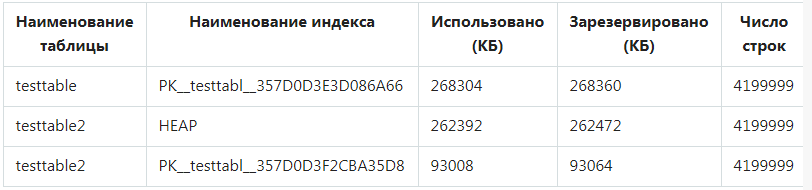 Наименование таблицы Наименование индекса Использовано (КБ) Зарезервировано (КБ) Число строк
testtable PK__testtabl__357D0D3E3D086A66 268304 268360 4199999
testtable2 HEAP 262392 262472 4199999
testtable2 PK__testtabl__357D0D3F2CBA35D8 93008 93064 4199999